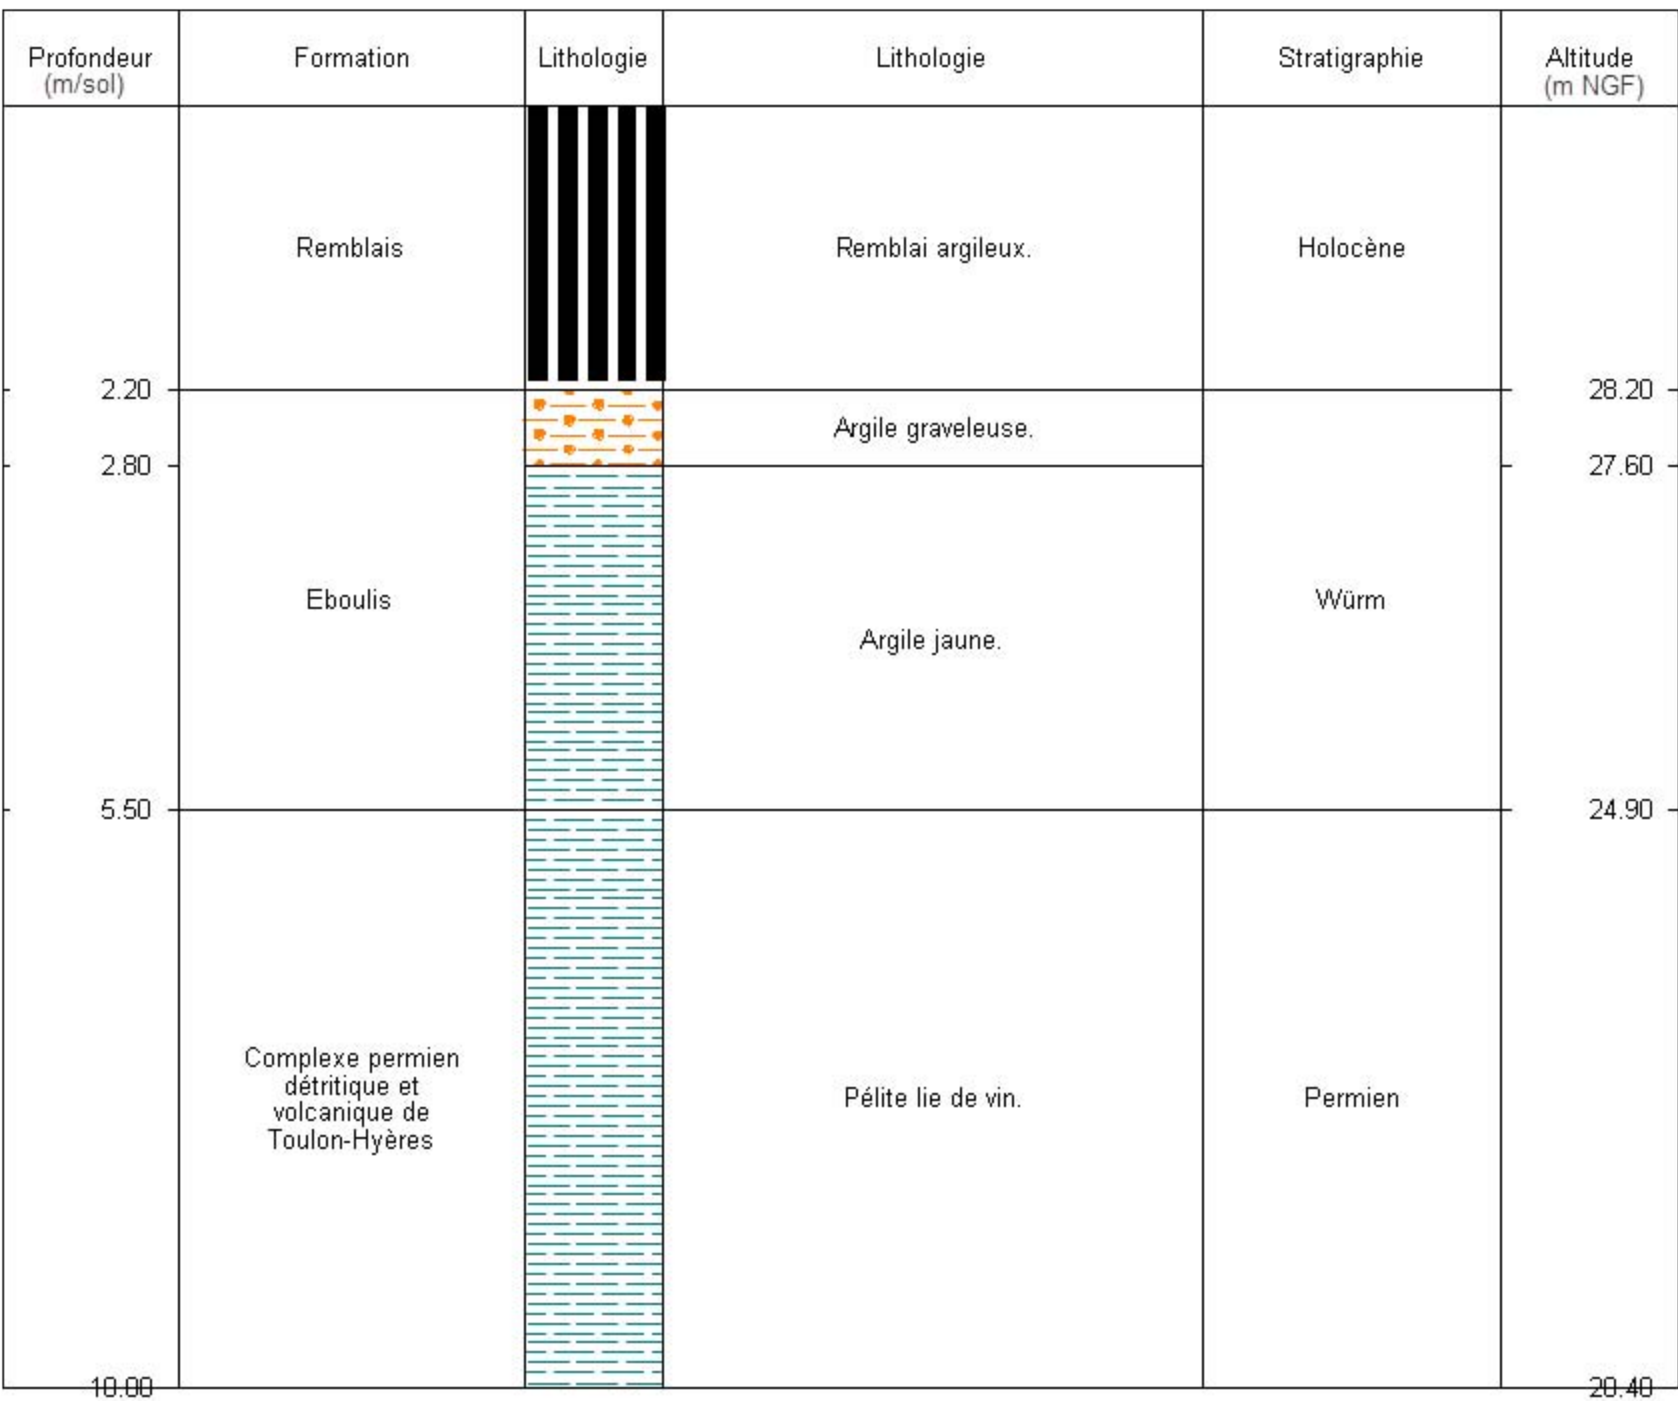 Profondeur
(m/sol)
Formation
Lithologie
Lithologie
Stratigraphie
Altitude
(m NGF)
Remblais
Remblai argileux.
Holocène
2.20
28.20
Argile graveleuse.
2.80
27.60
Eboulis
Würm
Argile jaune.
5.50
24.90
Complexe permien
détritique et
volcanique de
Toulon-Hyères
Pélite lie de vin.
Permien
10.00
20.40